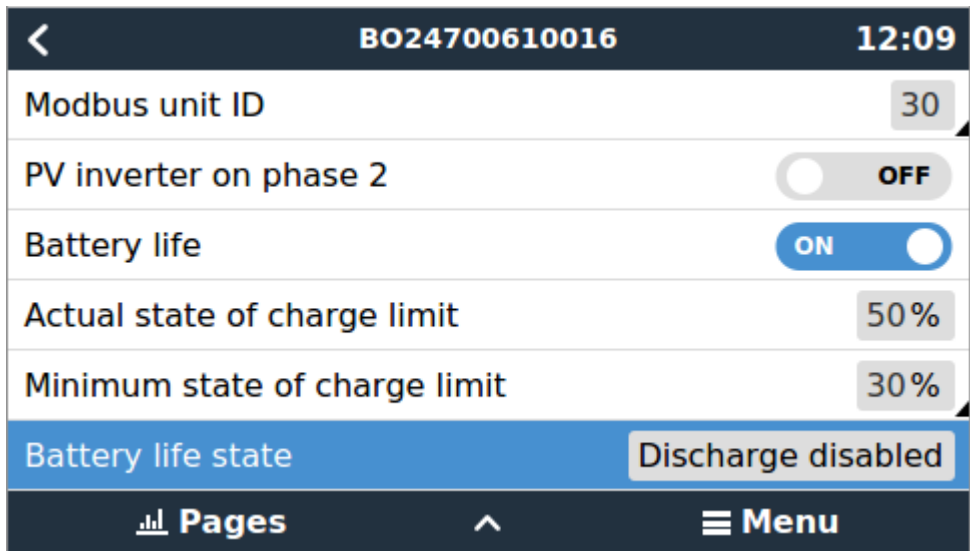 BO24700610016 12:09
Modbus unit ID 30
PV inverter on phase 2 OFF
Battery life ON
Actual state of charge limit 50%
Minimum state of charge limit 30%
Battery life state Discharge disabled
Pages Menu